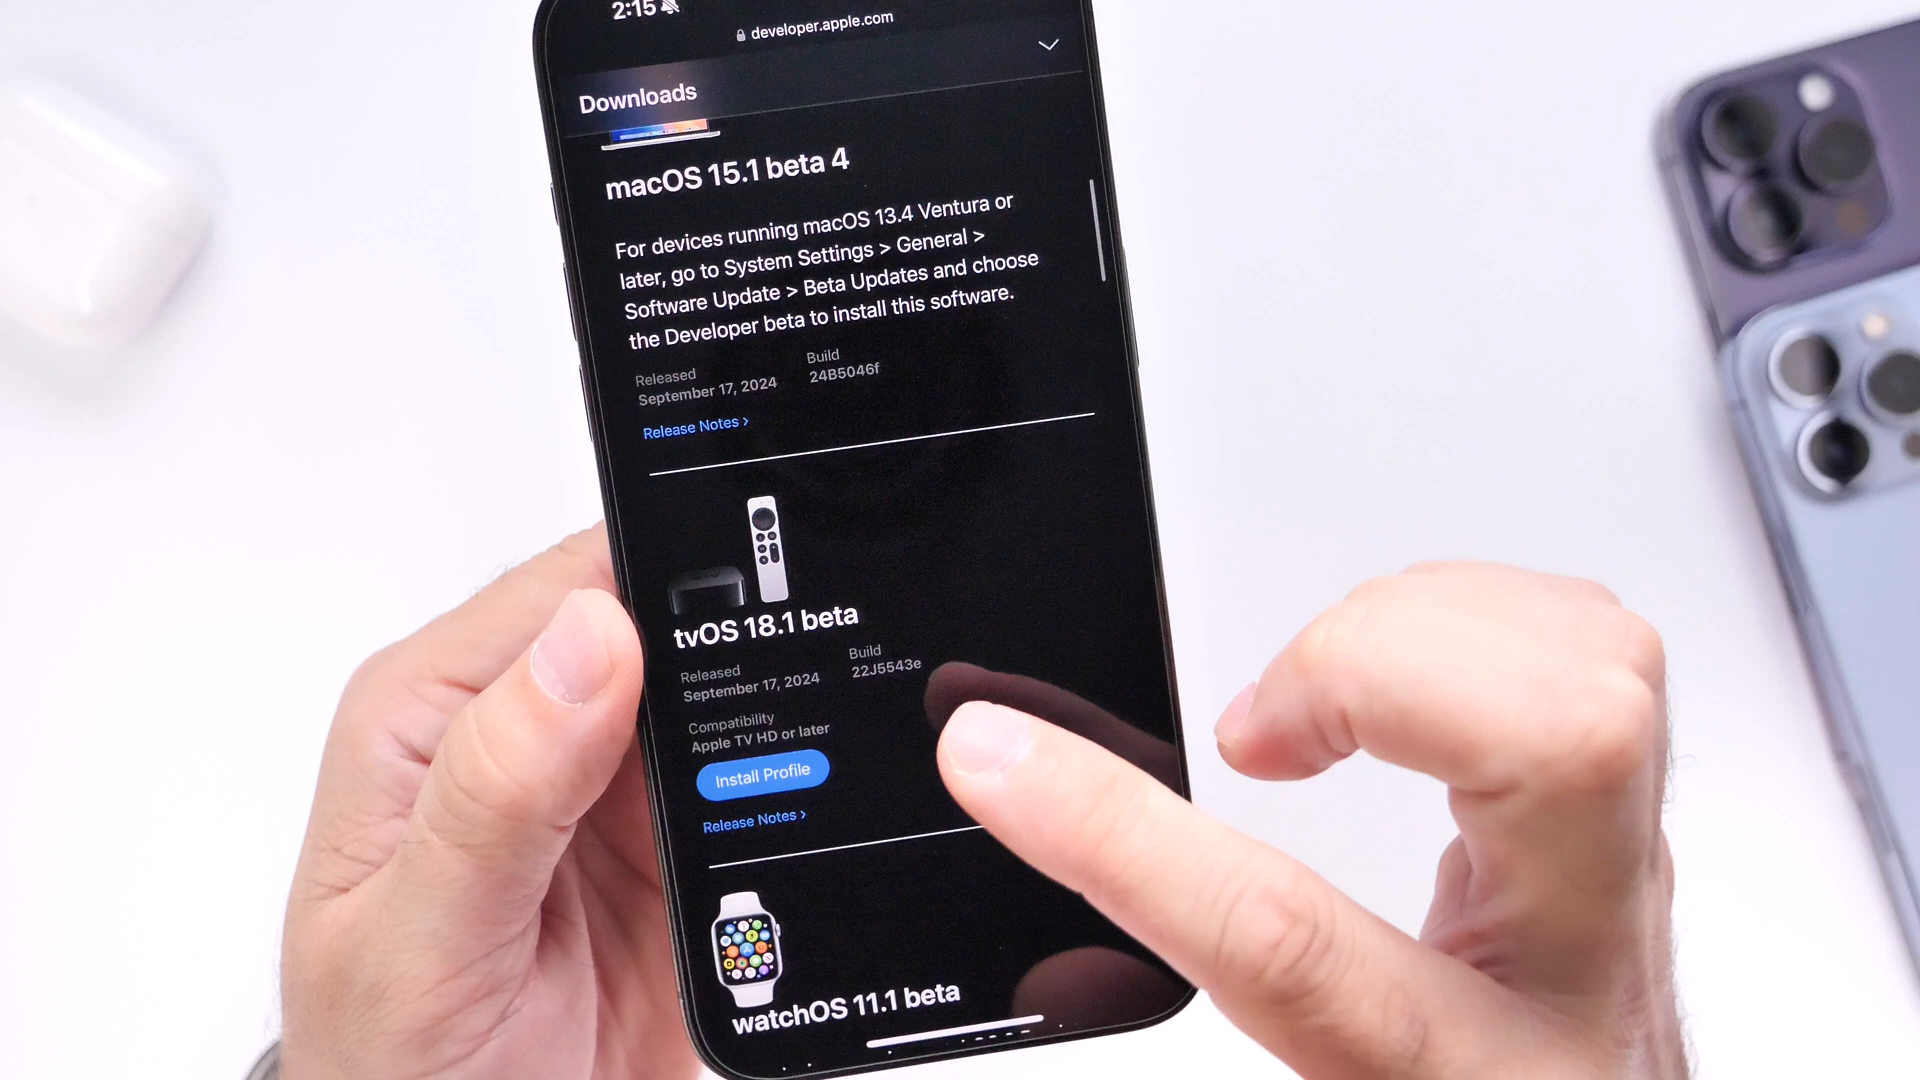 2:15
developer.apple.com
Downloads
macOS 15.1 beta 4
For devices running macOS 13.4 Ventura or
later, go to System Settings > General >
Software Update > Beta Updates and choose
the Developer beta to install this software.
Released
September 17, 2024
Build
24B5046f
Release Notes >
tvOS 18.1 beta
Released
September 17, 2024
Build
22J5543e
Compatibility
Apple TV HD or later
Install Profile
Release Notes >
watchOS 11.1 beta